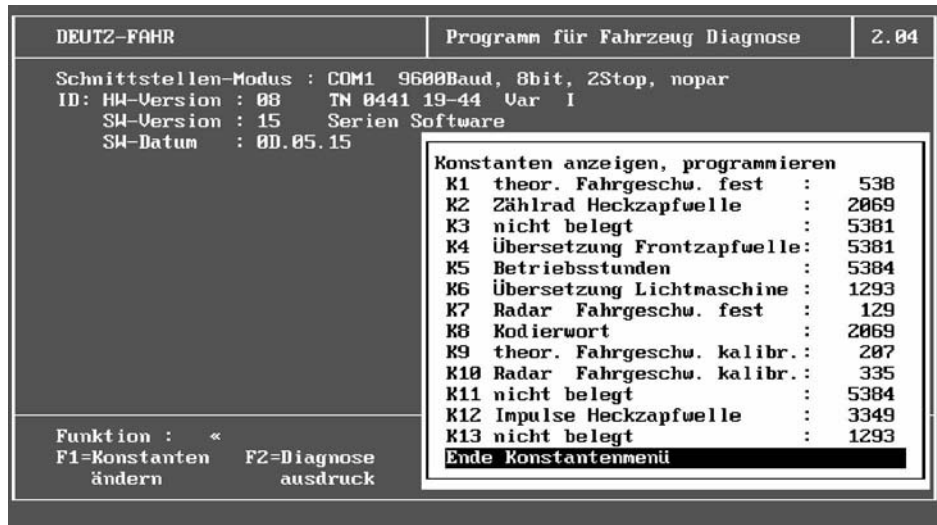 DEUTZ-FAHR Programm für Fahrzeug Diagnose 2.04
Schnittstellen-Modus : COM1 9600Baud, 8bit, 2Stop, nopar
ID: HW-Version : 08 TN 0441 19-44 Var I
SW-Version : 15 Serien Software
SW-Datum : 0D.05.15
Konstanten anzeigen, programmieren
K1 theor. Fahrgeschw. fest : 538
K2 Zählrad Heckzapfwelle : 2069
K3 nicht belegt : 5381
K4 Übersetzung Frontzapfwelle: 5381
K5 Betriebsstunden : 5384
K6 Übersetzung Lichtmaschine : 1293
K7 Radar Fahrgeschw. fest : 129
K8 Kodierwort : 2069
K9 theor. Fahrgeschw. kalibr.: 207
K10 Radar Fahrgeschw. kalibr.: 335
K11 nicht belegt : 5384
K12 Impulse Heckzapfwelle : 3349
K13 nicht belegt : 1293
Ende Konstantenmenü
Funktion : «
F1=Konstanten F2=Diagnose
ändern ausdruck